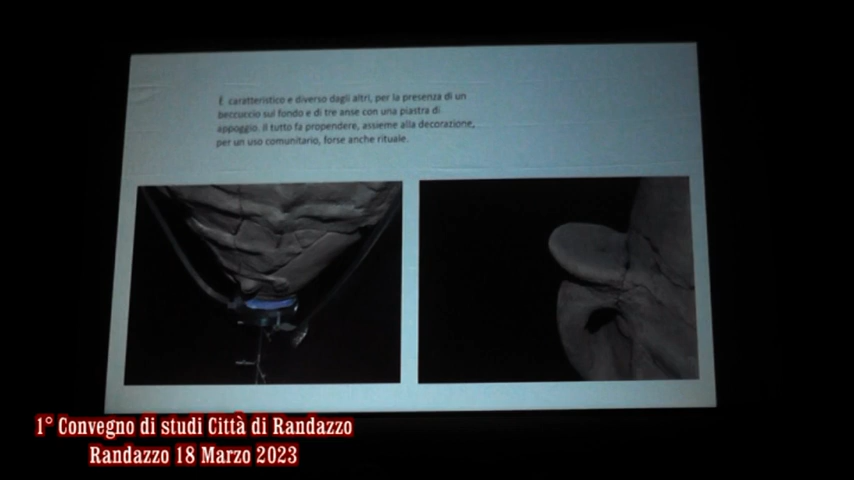 È caratteristico e diverso dagli altri, per la presenza di un
beccuccio sul fondo e di tre anse con una piastra di
appoggio. Il tutto fa propendere, assieme alla decorazione,
per un uso comunitario, forse anche rituale.
1° Convegno di studi Città di Randazzo
Randazzo 18 Marzo 2023